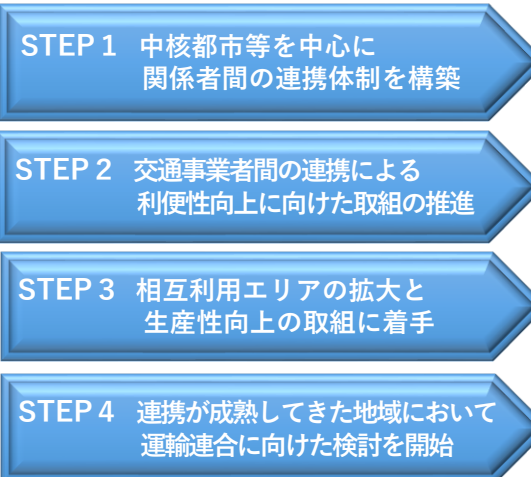 STEP 1 中核都市等を中心に
関係者間の連携体制を構築
STEP 2 交通事業者間の連携による
利便性向上に向けた取組の推進
STEP 3 相互利用エリアの拡大と
生産性向上の取組に着手
STEP 4 連携が成熟してきた地域において
運輸連合に向けた検討を開始